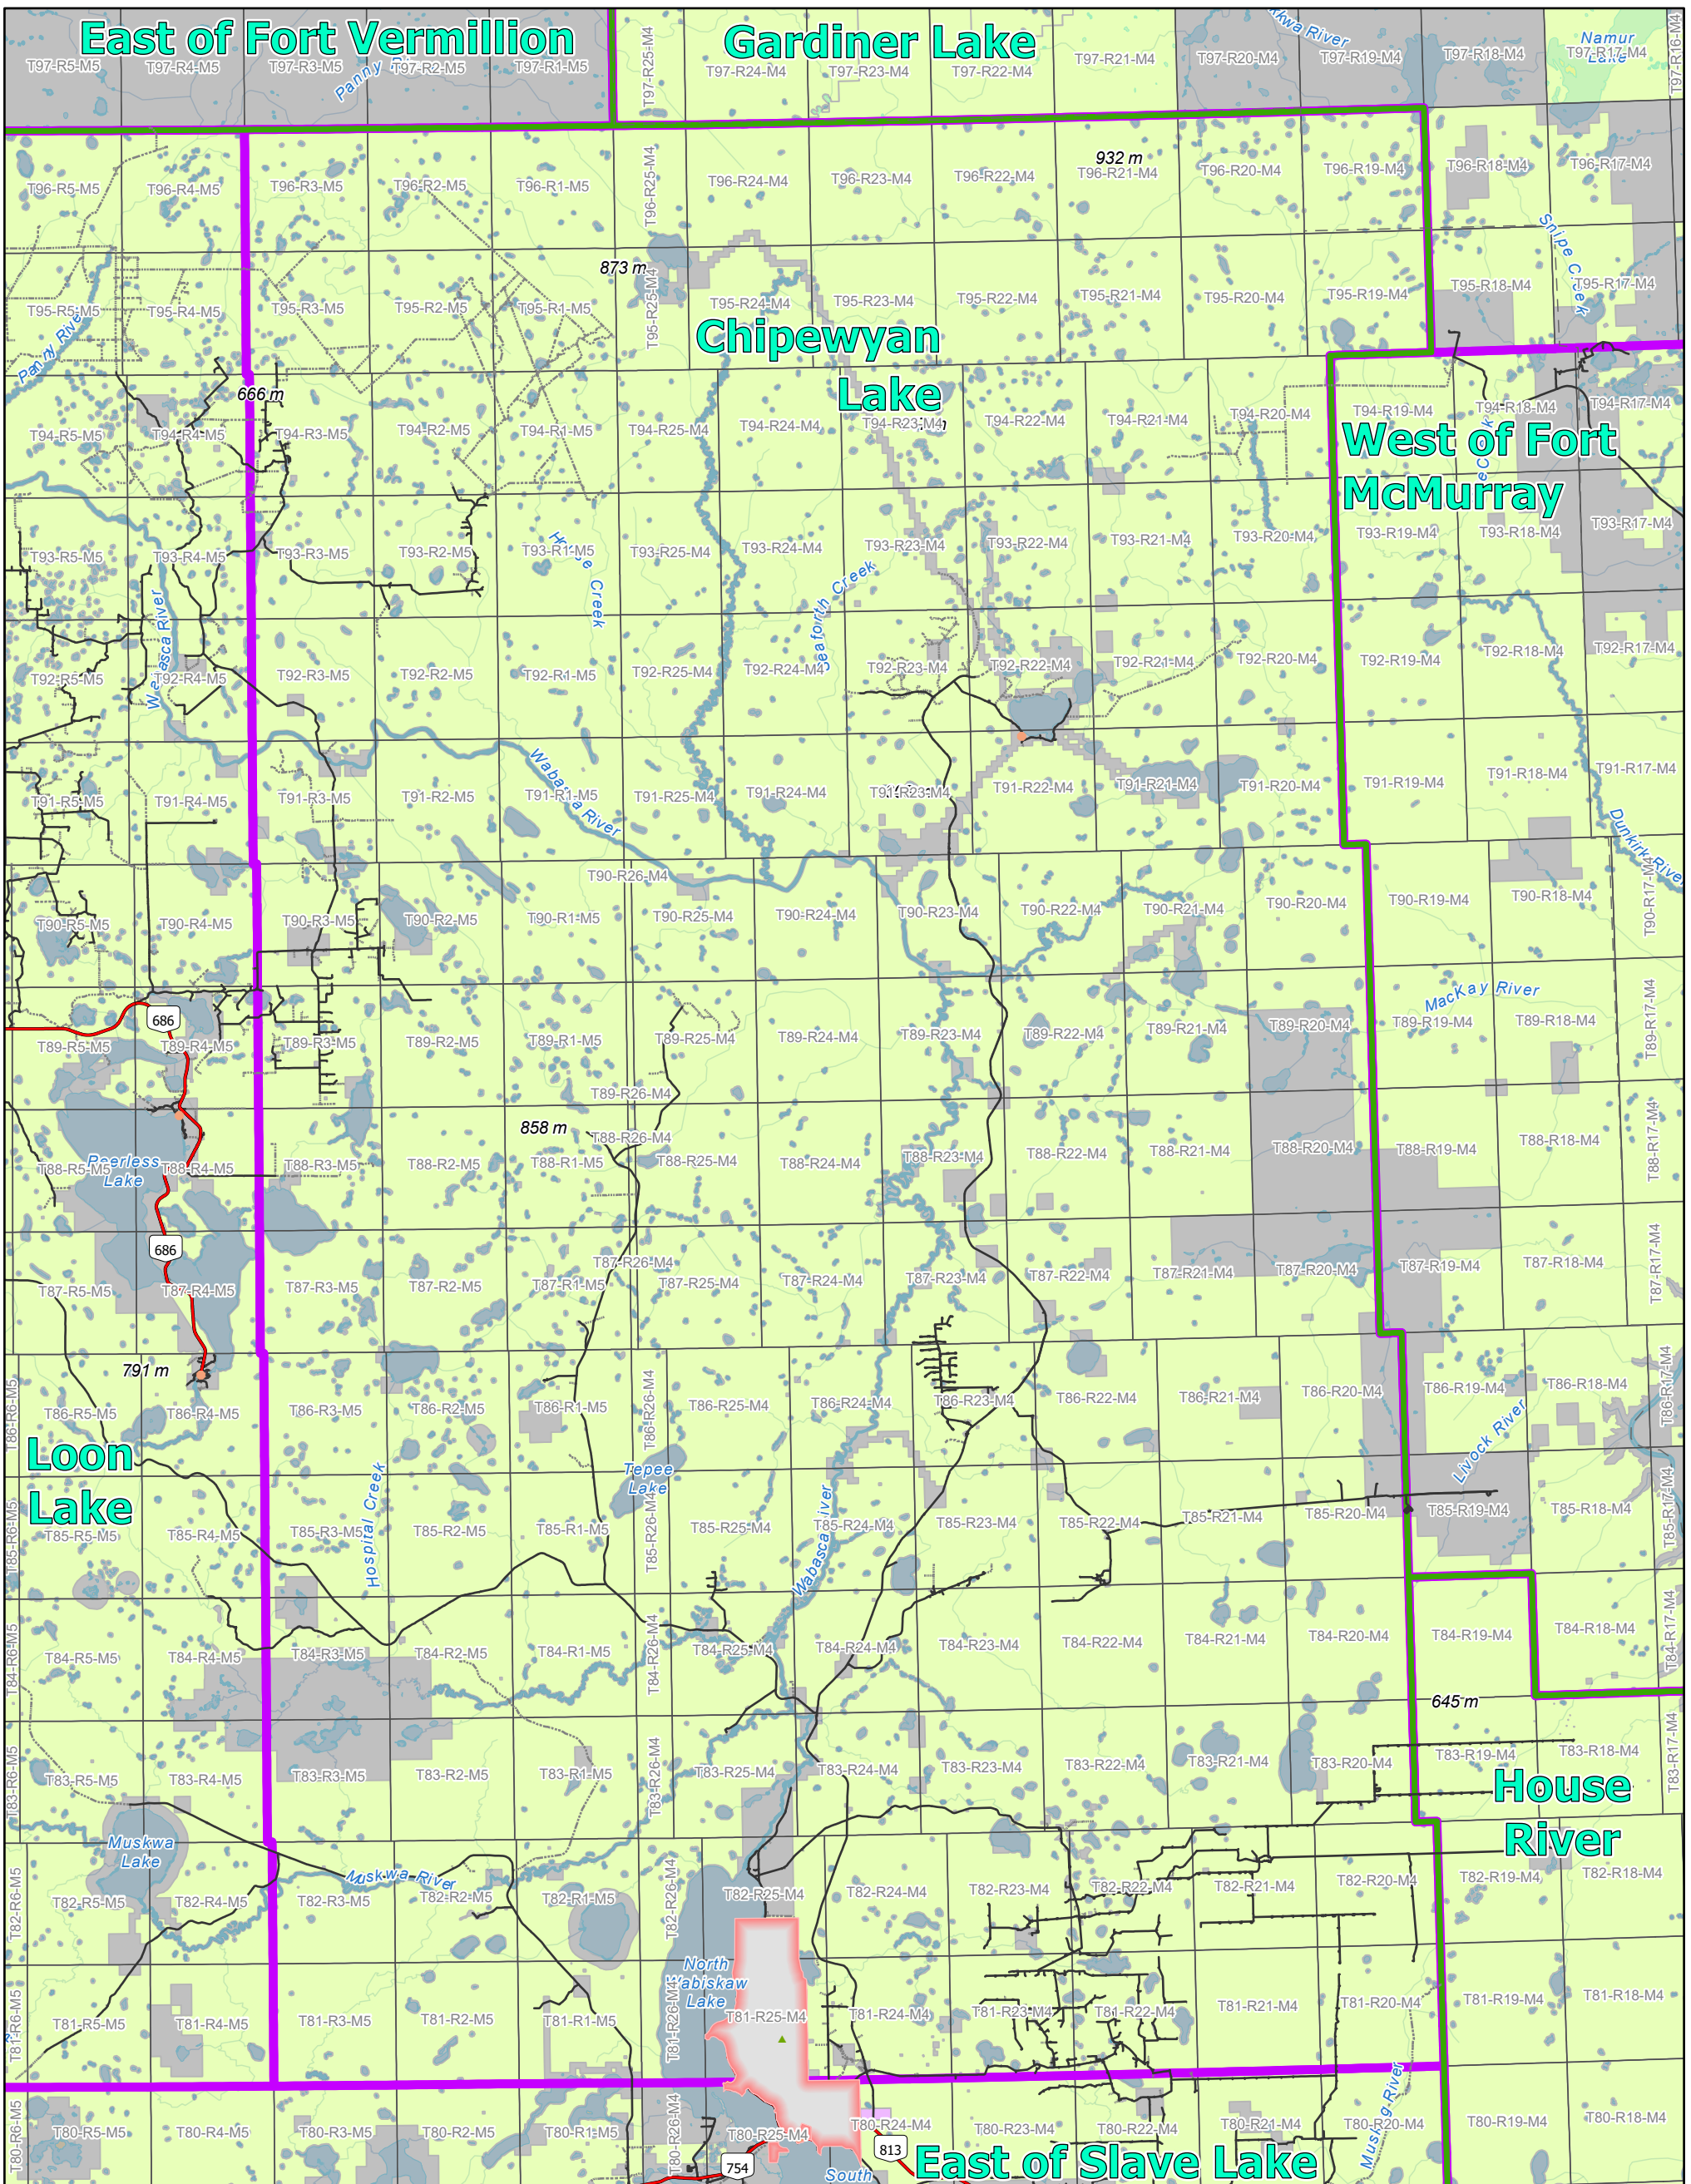 East of Fort Vermillion
Gardiner Lake
Namur
Lake
T97-R5-M5
T97-R4-M5
T97-R3-M5
T97-R2-M5
T97-R1-M5
T97-R25-M4
T97-R24-M4
T97-R23-M4
T97-R22-M4
T97-R21-M4
T97-R20-M4
T97-R19-M4
T97-R18-M4
T97-R17-M4
T97-R16-M4
932 m
T96-R5-M5
T96-R4-M5
T96-R3-M5
T96-R2-M5
T96-R1-M5
T96-R25-M4
T96-R24-M4
T96-R23-M4
T96-R22-M4
T96-R21-M4
T96-R20-M4
T96-R19-M4
T96-R18-M4
T96-R17-M4
873 m
Snipe Creek
T95-R5-M5
T95-R4-M5
T95-R3-M5
T95-R2-M5
T95-R1-M5
T95-R25-M4
T95-R24-M4
T95-R23-M4
T95-R22-M4
T95-R21-M4
T95-R20-M4
T95-R19-M4
T95-R18-M4
T95-R17-M4
Panny River
Chipewyan
Lake
666 m
T94-R5-M5
T94-R4-M5
T94-R3-M5
T94-R2-M5
T94-R1-M5
T94-R25-M4
T94-R24-M4
T94-R23-M4
T94-R22-M4
T94-R21-M4
T94-R20-M4
T94-R19-M4
T94-R18-M4
T94-R17-M4
West of Fort
McMurray
T93-R5-M5
T93-R4-M5
T93-R3-M5
T93-R2-M5
T93-R1-M5
T93-R25-M4
T93-R24-M4
T93-R23-M4
T93-R22-M4
T93-R21-M4
T93-R20-M4
T93-R19-M4
T93-R18-M4
T93-R17-M4
Seaforth Creek
T92-R5-M5
T92-R4-M5
T92-R3-M5
T92-R2-M5
T92-R1-M5
T92-R25-M4
T92-R24-M4
T92-R23-M4
T92-R22-M4
T92-R21-M4
T92-R20-M4
T92-R19-M4
T92-R18-M4
T92-R17-M4
Wabasca River
T91-R5-M5
T91-R4-M5
T91-R3-M5
T91-R2-M5
T91-R1-M5
T91-R25-M4
T91-R24-M4
T91-R23-M4
T91-R22-M4
T91-R21-M4
T91-R20-M4
T91-R19-M4
T91-R18-M4
T91-R17-M4
Wabasca River
Dunkirk River
T90-R5-M5
T90-R4-M5
T90-R3-M5
T90-R2-M5
T90-R1-M5
T90-R26-M4
T90-R25-M4
T90-R24-M4
T90-R23-M4
T90-R22-M4
T90-R21-M4
T90-R20-M4
T90-R19-M4
T90-R18-M4
T90-R17-M4
MacKay River
686
T89-R5-M5
T89-R4-M5
T89-R3-M5
T89-R2-M5
T89-R1-M5
T89-R26-M4
T89-R25-M4
T89-R24-M4
T89-R23-M4
T89-R22-M4
T89-R21-M4
T89-R20-M4
T89-R19-M4
T89-R18-M4
T89-R17-M4
858 m
Peerless
Lake
T88-R5-M5
T88-R4-M5
T88-R3-M5
T88-R2-M5
T88-R1-M5
T88-R26-M4
T88-R25-M4
T88-R24-M4
T88-R23-M4
T88-R22-M4
T88-R21-M4
T88-R20-M4
T88-R19-M4
T88-R18-M4
T88-R17-M4
686
T87-R5-M5
T87-R4-M5
T87-R3-M5
T87-R2-M5
T87-R1-M5
T87-R26-M4
T87-R25-M4
T87-R24-M4
T87-R23-M4
T87-R22-M4
T87-R21-M4
T87-R20-M4
T87-R19-M4
T87-R18-M4
T87-R17-M4
791 m
T86-R6-M5
T86-R5-M5
T86-R4-M5
T86-R3-M5
T86-R2-M5
T86-R1-M5
T86-R26-M4
T86-R25-M4
T86-R24-M4
T86-R23-M4
T86-R22-M4
T86-R21-M4
T86-R20-M4
T86-R19-M4
T86-R18-M4
T86-R17-M4
Loon
Lake
Hospital Creek
Tepee
Lake
Livock River
T85-R6-M5
T85-R5-M5
T85-R4-M5
T85-R3-M5
T85-R2-M5
T85-R1-M5
T85-R26-M4
T85-R25-M4
T85-R24-M4
T85-R23-M4
T85-R22-M4
T85-R21-M4
T85-R20-M4
T85-R19-M4
T85-R18-M4
T85-R17-M4
T84-R6-M5
T84-R5-M5
T84-R4-M5
T84-R3-M5
T84-R2-M5
T84-R1-M5
T84-R26-M4
T84-R25-M4
T84-R24-M4
T84-R23-M4
T84-R22-M4
T84-R21-M4
T84-R20-M4
T84-R19-M4
T84-R18-M4
T84-R17-M4
645 m
T83-R6-M5
T83-R5-M5
T83-R4-M5
T83-R3-M5
T83-R2-M5
T83-R1-M5
T83-R26-M4
T83-R25-M4
T83-R24-M4
T83-R23-M4
T83-R22-M4
T83-R21-M4
T83-R20-M4
T83-R19-M4
T83-R18-M4
T83-R17-M4
House
River
Muskwa
Lake
Muskwa River
T82-R6-M5
T82-R5-M5
T82-R4-M5
T82-R3-M5
T82-R2-M5
T82-R1-M5
T82-R26-M4
T82-R25-M4
T82-R24-M4
T82-R23-M4
T82-R22-M4
T82-R21-M4
T82-R20-M4
T82-R19-M4
T82-R18-M4
North
Wabiskaw
Lake
T81-R6-M5
T81-R5-M5
T81-R4-M5
T81-R3-M5
T81-R2-M5
T81-R1-M5
T81-R26-M4
T81-R25-M4
T81-R24-M4
T81-R23-M4
T81-R22-M4
T81-R21-M4
T81-R20-M4
T81-R19-M4
T81-R18-M4
T80-R6-M5
T80-R5-M5
T80-R4-M5
T80-R3-M5
T80-R2-M5
T80-R1-M5
T80-R26-M4
T80-R25-M4
T80-R24-M4
T80-R23-M4
T80-R22-M4
T80-R21-M4
T80-R20-M4
T80-R19-M4
T80-R18-M4
813
754
South
East of Slave Lake